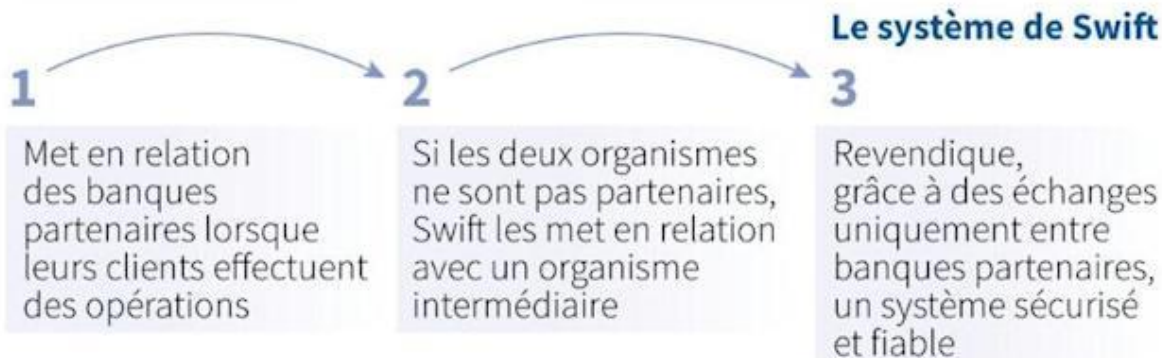 Le système de Swift
1
Met en relation
des banques
partenaires lorsque
leurs clients effectuent
des opérations
2
Si les deux organismes
ne sont pas partenaires,
Swift les met en relation
avec un organisme
intermédiaire
3
Revendique,
grâce à des échanges
uniquement entre
banques partenaires,
un système sécurisé
et fiable